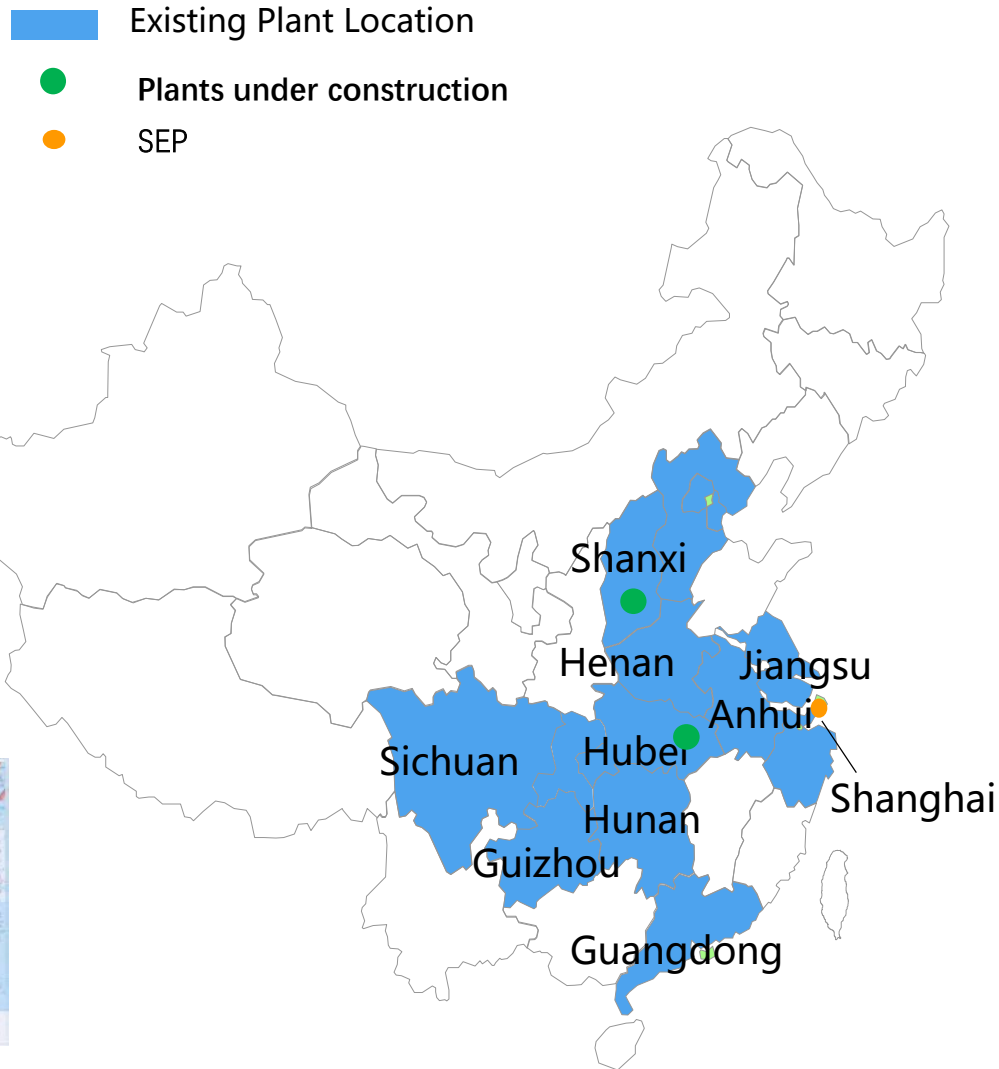 Existing Plant Location
Plants under construction
SEP
Shanxi
Henan
Jiangsu
Anhui
Hubei
Sichuan
Shanghai
Hunan
Guizhou
Guangdong